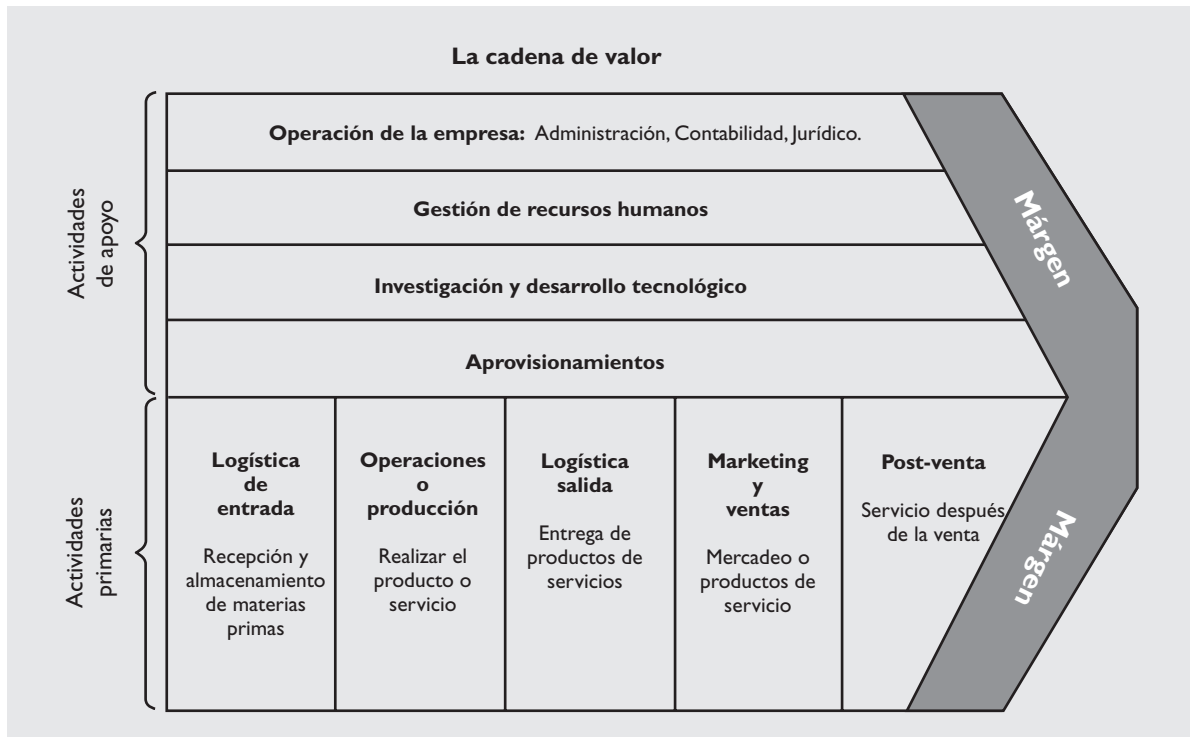 La cadena de valor
Actividades
de apoyo
Operación de la empresa: Administración, Contabilidad, Jurídico.
Gestión de recursos humanos
Investigación y desarrollo tecnológico
Aprovisionamientos
Márgen
Actividades
primarias
Logística
de
entrada
Recepción y
almacenamiento
de materias
primas
Operaciones
o
producción
Realizar el
producto o
servicio
Logística
salida
Entrega de
productos de
servicios
Marketing
y
ventas
Mercadeo o
productos de
servicio
Post-venta
Servicio después
de la venta
Márgen